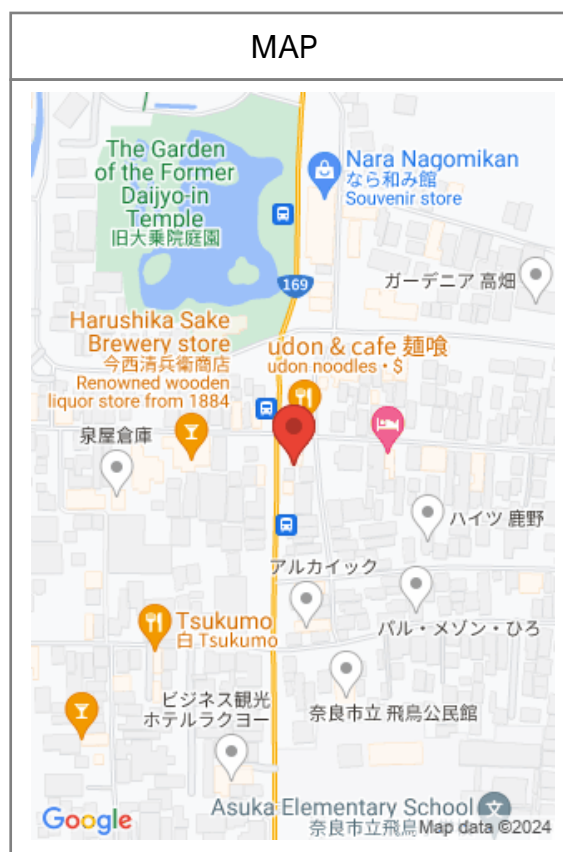 MAP
The Garden
of the Former
Daijyo-in
Temple
旧大乗院庭園
Nara Nagomikan
なら和み館
Souvenir store
169
ガーデニア 高畑
Harushika Sake
Brewery store
今西清兵衛商店
Renowned wooden
liquor store from 1884
udon & cafe 麺喰
udon noodles • $
泉屋倉庫
ハイツ 鹿野
アルカイック
Tsukumo
白 Tsukumo
パル・メゾン・ひろ
ビジネス観光
ホテルラクヨー
奈良市立 飛鳥公民館
Asuka Elementary School
奈良市立飛鳥
Google
Map data ©2024